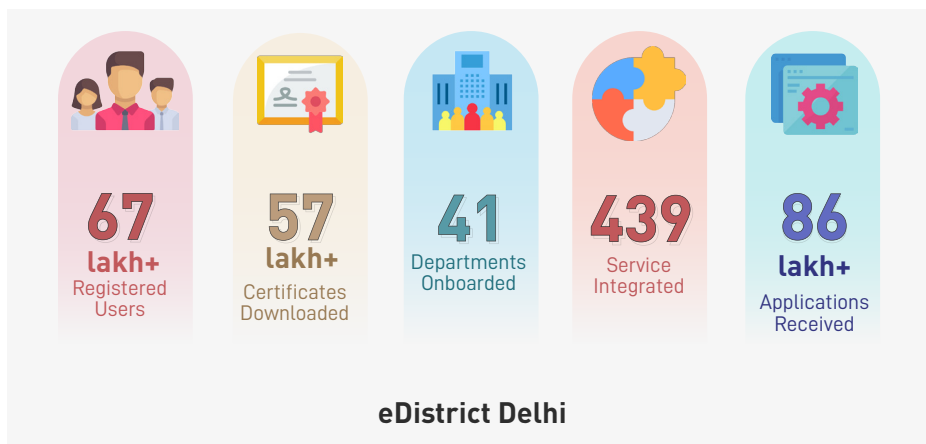 67
lakh+
Registered
Users
57
lakh+
Certificates
Downloaded
41
Departments
Onboarded
439
Service
Integrated
86
lakh+
Applications
Received
eDistrict Delhi